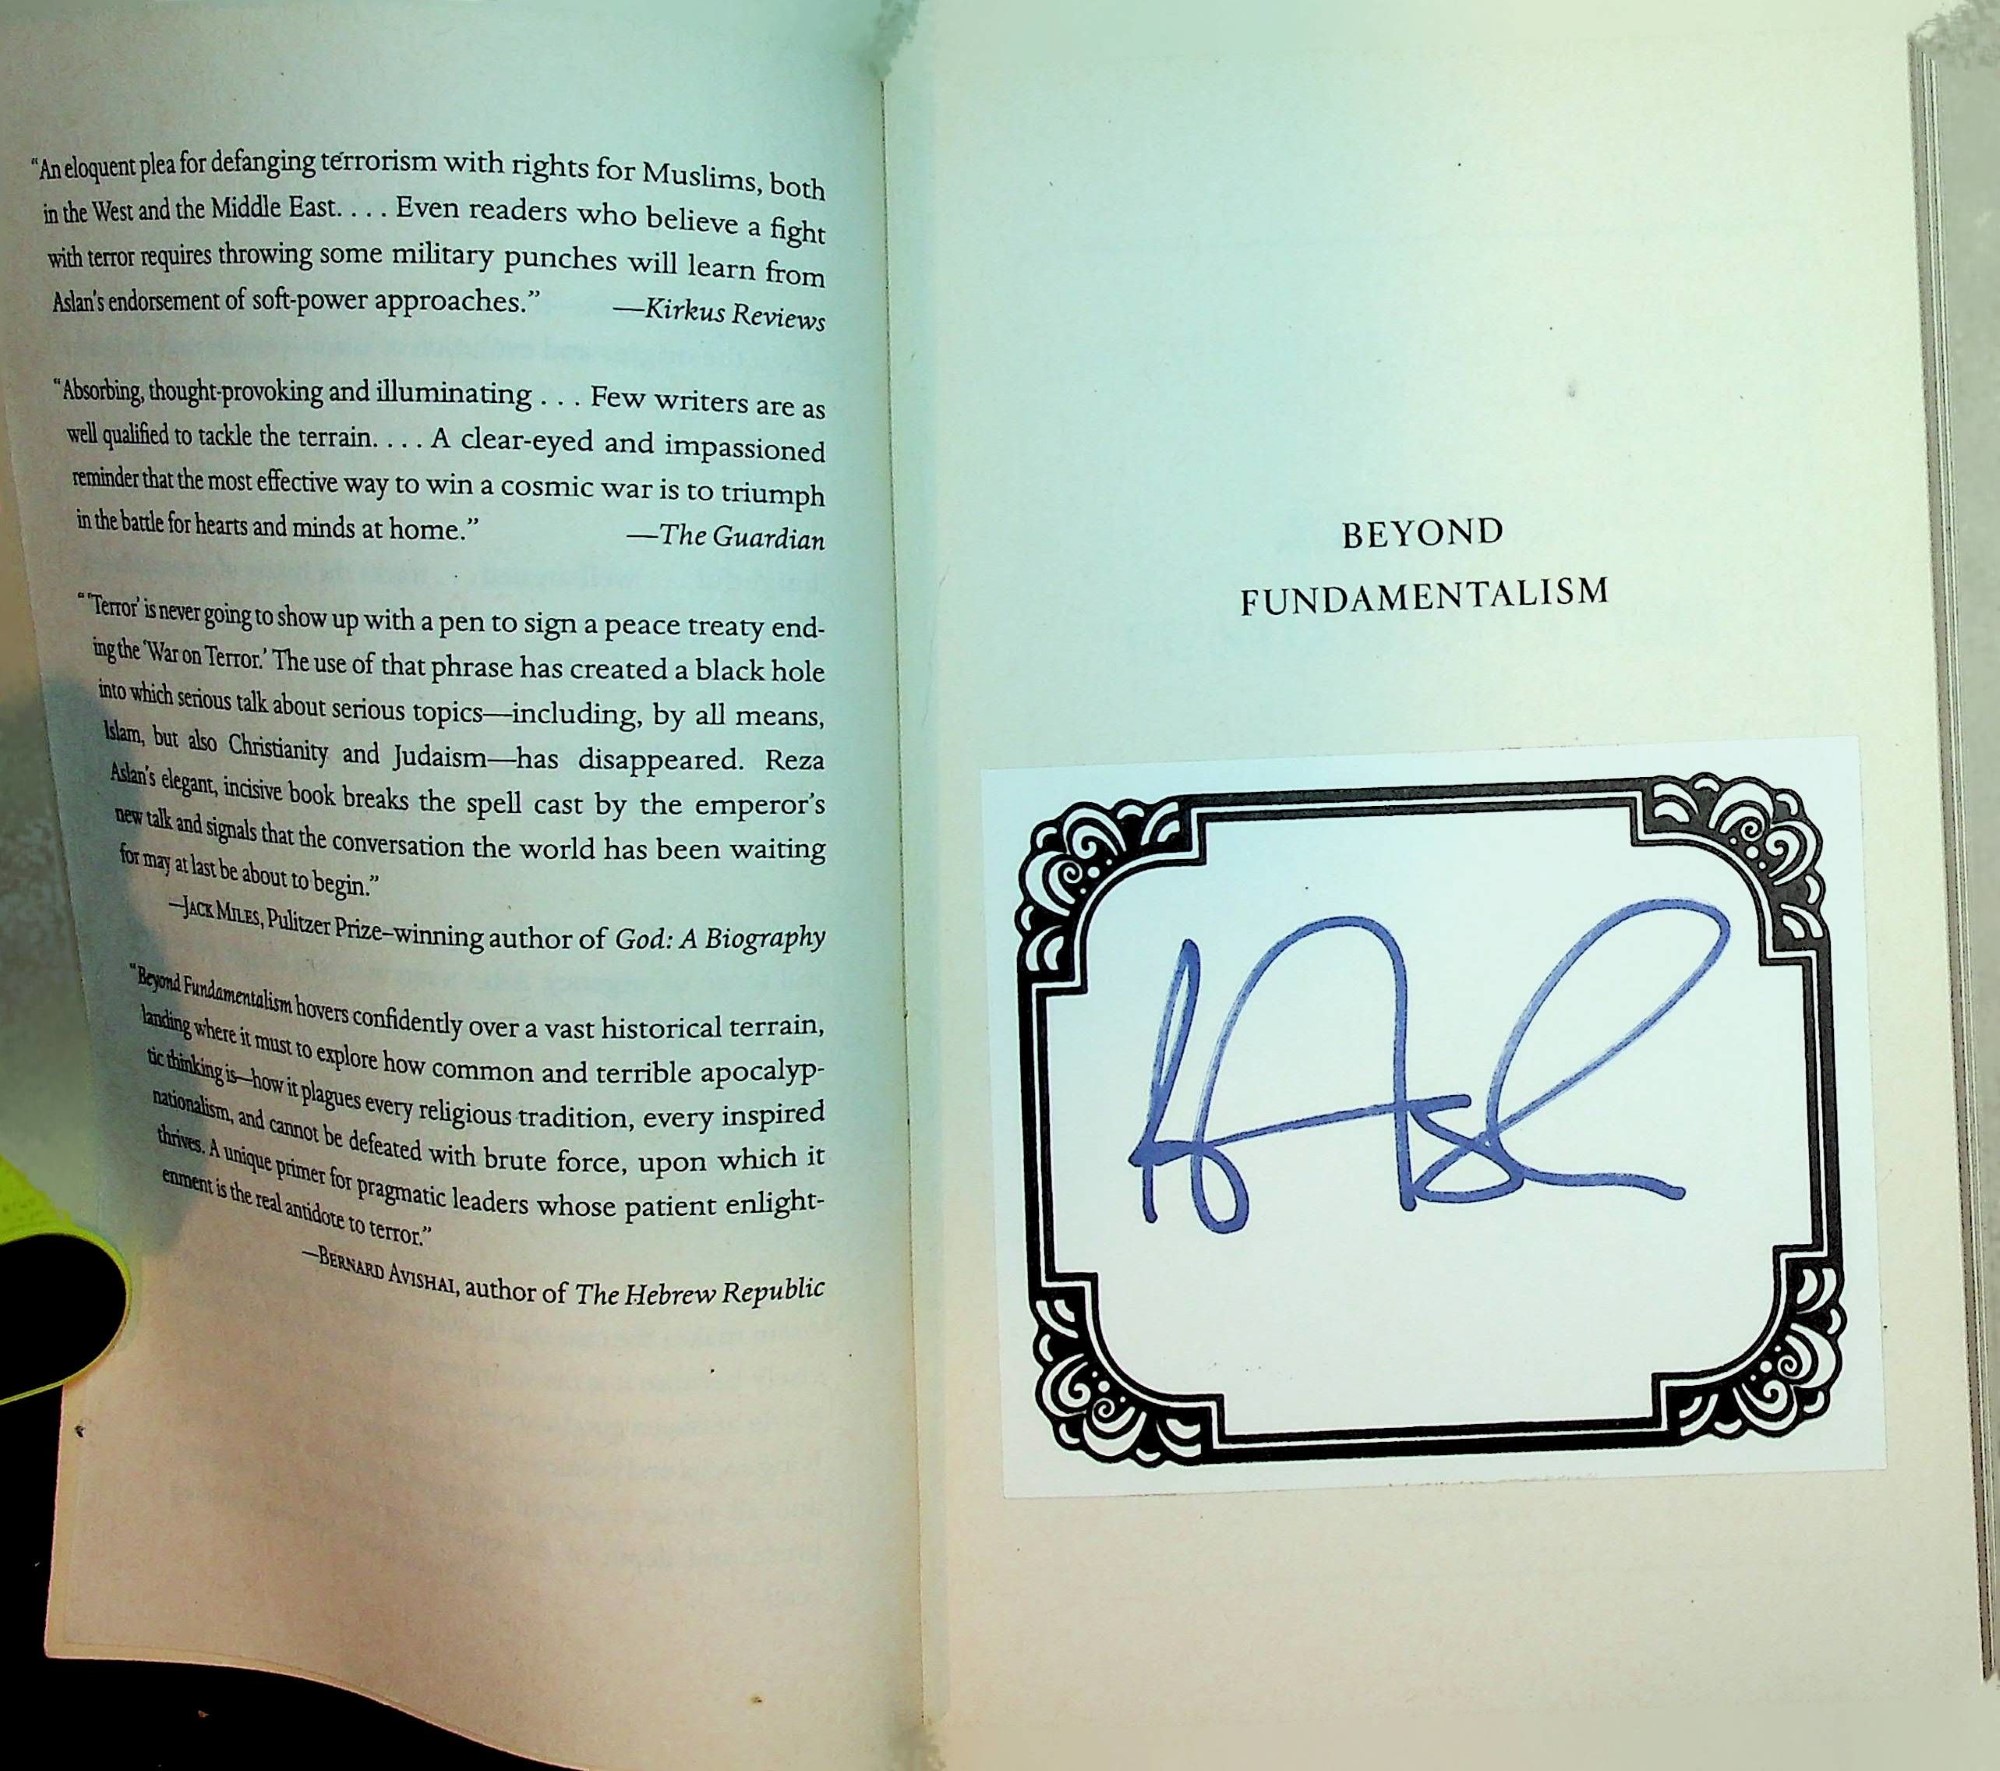 “An eloquent plea for defanging terrorism with rights for Muslims, both
in the West and the Middle East. . . . Even readers who believe a fight
with terror requires throwing some military punches will learn from
Aslan’s endorsement of soft-power approaches.” —Kirkus Reviews
“Absorbing, thought-provoking and illuminating . . . Few writers are as
well qualified to tackle the terrain. . . . A clear-eyed and impassioned
reminder that the most effective way to win a cosmic war is to triumph
in the battle for hearts and minds at home.” —The Guardian
“ ‘Terror’ is never going to show up with a pen to sign a peace treaty end-
ing the ‘War on Terror.’ The use of that phrase has created a black hole
into which serious talk about serious topics—including, by all means,
Islam, but also Christianity and Judaism—has disappeared. Reza
Aslan’s elegant, incisive book breaks the spell cast by the emperor’s
new talk and signals that the conversation the world has been waiting
for may at last be about to begin.”
—JACK MILES, Pulitzer Prize–winning author of God: A Biography
“Beyond Fundamentalism hovers confidently over a vast historical terrain,
landing where it must to explore how common and terrible apocalyp-
tic thinking is—how it plagues every religious tradition, every inspired
nationalism, and cannot be defeated with brute force, upon which it
thrives. A unique primer for pragmatic leaders whose patient enlight-
enment is the real antidote to terror.”
—BERNARD AVISHAI, author of The Hebrew Republic
BEYOND
FUNDAMENTALISM